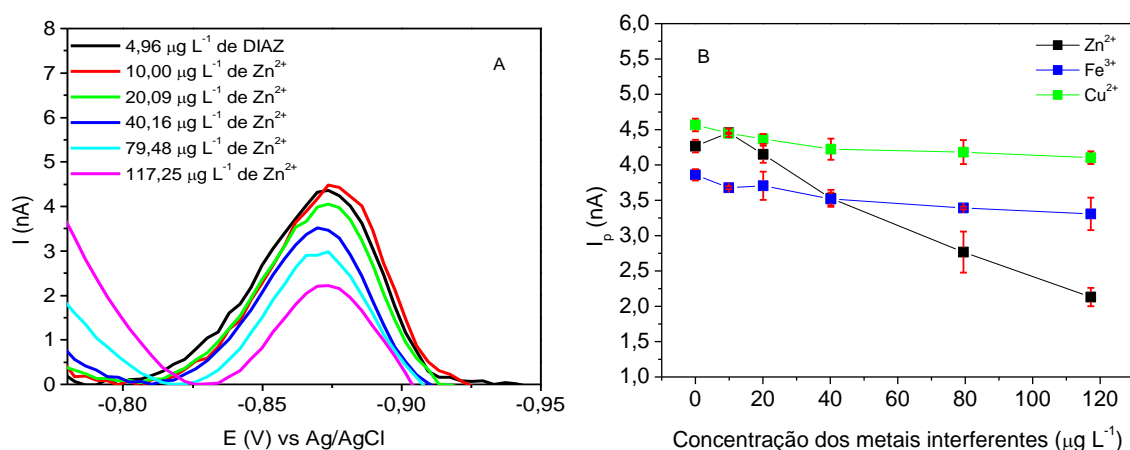 A
4,96 μg L⁻¹ de DIAZ
10,00 μg L⁻¹ de Zn²⁺
20,09 μg L⁻¹ de Zn²⁺
40,16 μg L⁻¹ de Zn²⁺
79,48 μg L⁻¹ de Zn²⁺
117,25 μg L⁻¹ de Zn²⁺
I (nA)
8
7
6
5
4
3
2
1
0
-0,80 -0,85 -0,90 -0,95
E (V) vs Ag/AgCl
B
Zn²⁺
Fe³⁺
Cu²⁺
Iₚ (nA)
6,0
5,5
5,0
4,5
4,0
3,5
3,0
2,5
2,0
1,5
1,0
0 20 40 60 80 100 120
Concentração dos metais interferentes (μg L⁻¹)